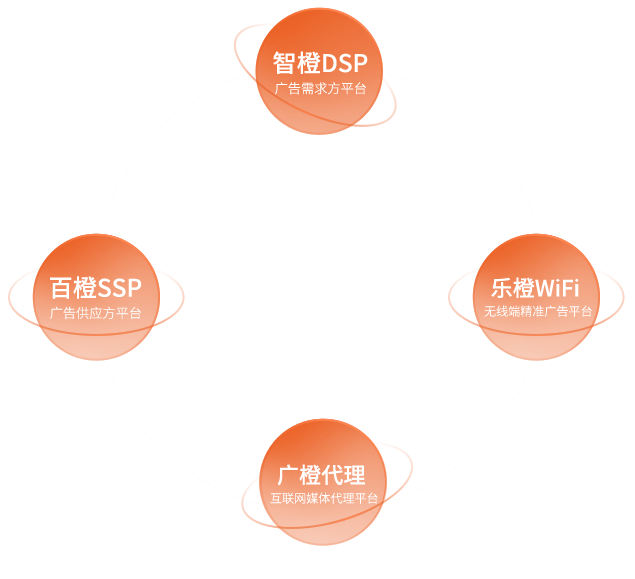 智橙DSP
广告需求方平台
百橙SSP
广告供应方平台
乐橙WiFi
无线端精准广告平台
广橙代理
互联网媒体代理平台